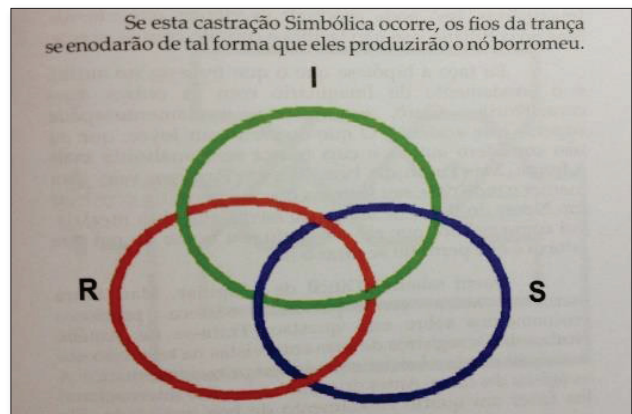 Se esta castração Simbólica ocorre, os fios da trança
se enodarão de tal forma que eles produzirão o nó borromeu.
I
R
S